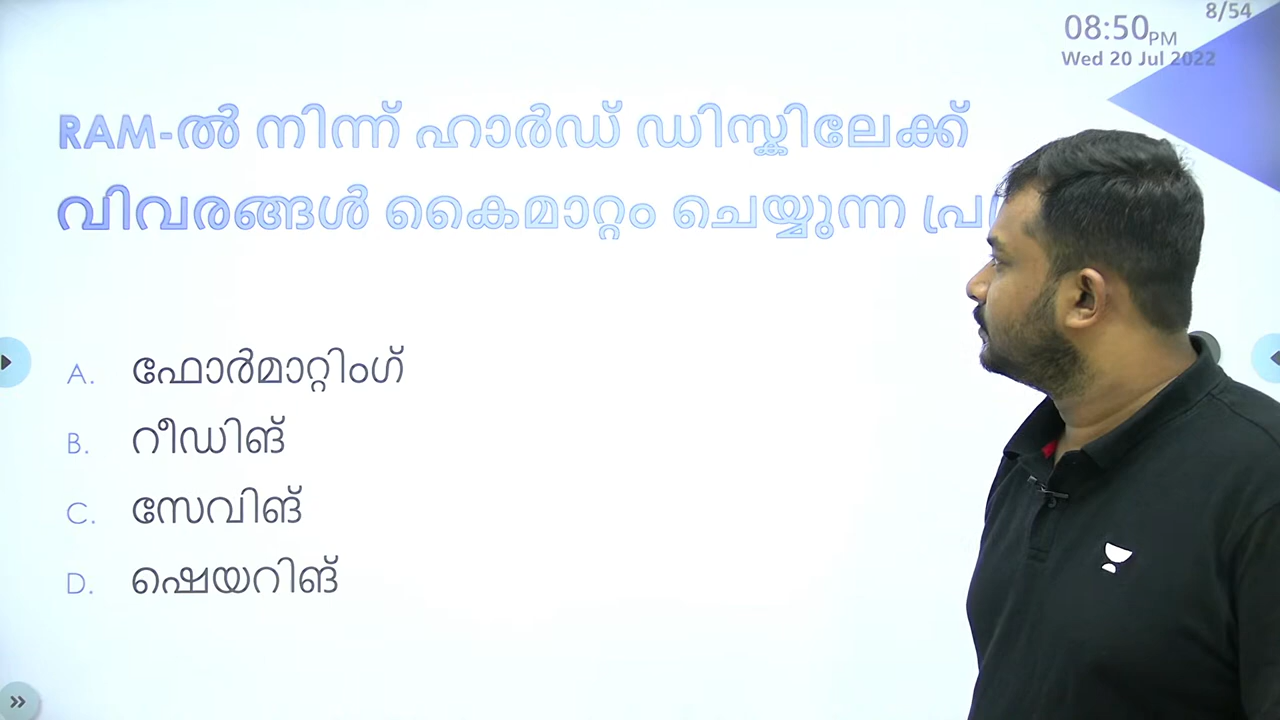 8/54
08:50PM
Wed 20 Jul 2022
RAM-ൽ നിന്ന് ഹാർഡ് ഡിസ്കിലേക്ക്
വിവരങ്ങൾ കൈമാറ്റം ചെയ്യുന്ന
A. ഫോർമാറ്റിംഗ്
B. റീഡിങ്
C. സേവിങ്
D. ഷെയറിങ്